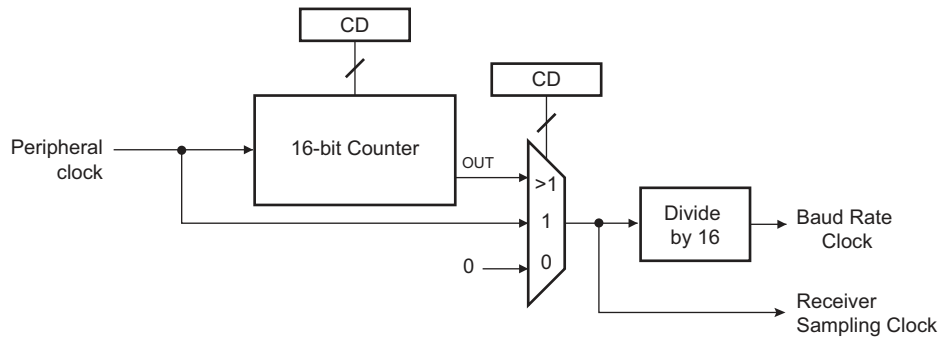 CD
CD
Peripheral
clock
16-bit Counter
OUT
>1
1
0
0
Divide
by 16
Baud Rate
Clock
Receiver
Sampling Clock